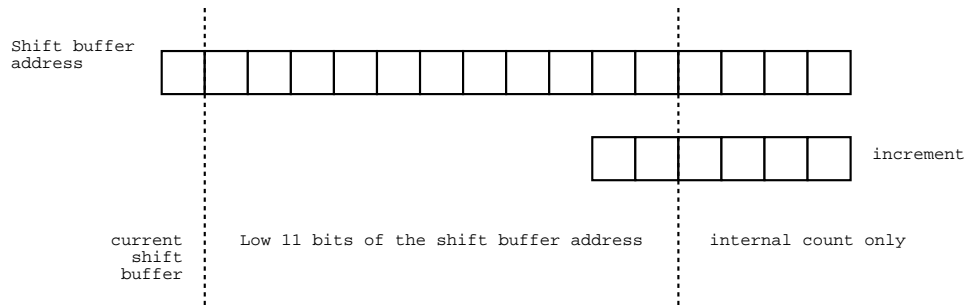 Shift buffer
address
increment
current
shift
buffer
Low 11 bits of the shift buffer address
internal count only